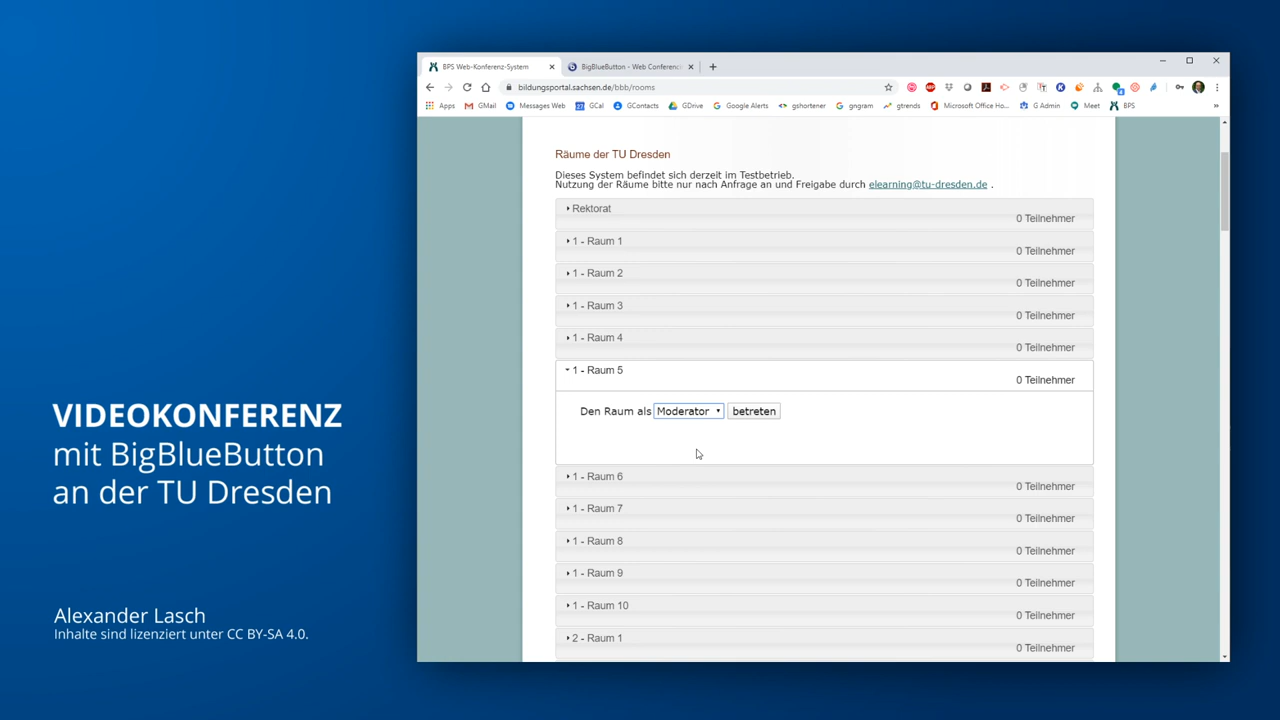 VIDEOKONFERENZ
mit BigBlueButton
an der TU Dresden
Alexander Lasch
Inhalte sind lizenziert unter CC BY-SA 4.0.
BPS Web-Konferenz-System
BigBlueButton - Web Conferenc
bildungsportal.sachsen.de/bbb/rooms
Apps GMail Messages Web GCal GContacts GDrive Google Alerts gshortener gngram gtrends Microsoft Office Ho... G Admin Meet BPS
Räume der TU Dresden
Dieses System befindet sich derzeit im Testbetrieb.
Nutzung der Räume bitte nur nach Anfrage an und Freigabe durch elearning@tu-dresden.de .
Rektorat
0 Teilnehmer
1 - Raum 1
0 Teilnehmer
1 - Raum 2
0 Teilnehmer
1 - Raum 3
0 Teilnehmer
1 - Raum 4
0 Teilnehmer
1 - Raum 5
0 Teilnehmer
Den Raum als Moderator betreten
1 - Raum 6
0 Teilnehmer
1 - Raum 7
0 Teilnehmer
1 - Raum 8
0 Teilnehmer
1 - Raum 9
0 Teilnehmer
1 - Raum 10
0 Teilnehmer
2 - Raum 1
0 Teilnehmer